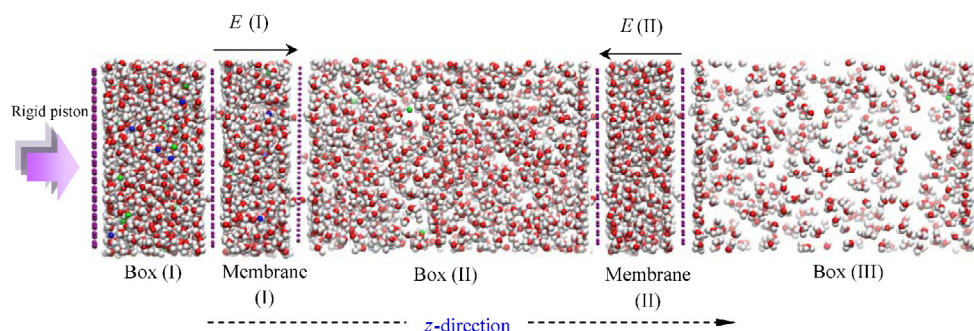 E (I)
E (II)
Rigid piston
Box (I)
Membrane
(I)
Box (II)
Membrane
(II)
Box (III)
z-direction